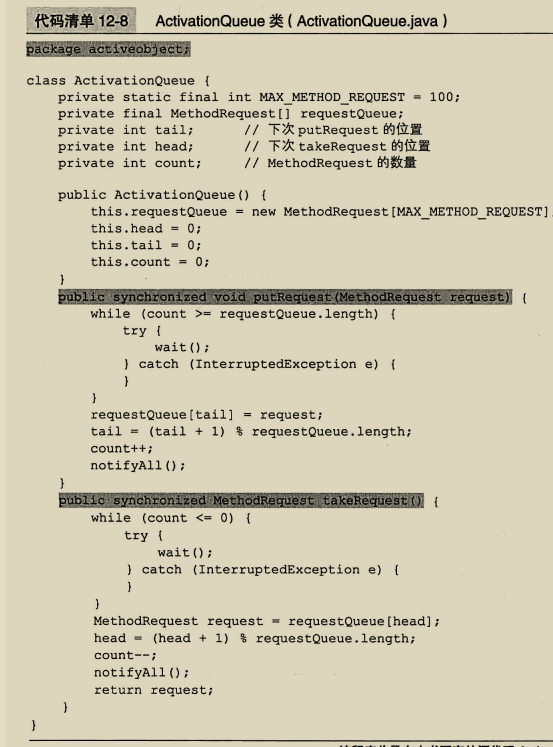 代码清单 12-8 ActivationQueue 类 ( ActivationQueue.java )
package activeobject;
class ActivationQueue {
    private static final int MAX_METHOD_REQUEST = 100;
    private final MethodRequest[] requestQueue;
    private int tail;       // 下次 putRequest 的位置
    private int head;       // 下次 takeRequest 的位置
    private int count;      // MethodRequest 的数量
    public ActivationQueue() {
        this.requestQueue = new MethodRequest[MAX_METHOD_REQUEST]
        this.head = 0;
        this.tail = 0;
        this.count = 0;
    }
    public synchronized void putRequest(MethodRequest request) {
        while (count >= requestQueue.length) {
            try {
                wait();
            } catch (InterruptedException e) {
            }
        }
        requestQueue[tail] = request;
        tail = (tail + 1) % requestQueue.length;
        count++;
        notifyAll();
    }
    public synchronized MethodRequest takeRequest() {
        while (count <= 0) {
            try {
                wait();
            } catch (InterruptedException e) {
            }
        }
        MethodRequest request = requestQueue[head];
        head = (head + 1) % requestQueue.length;
        count--;
        notifyAll();
        return request;
    }
}